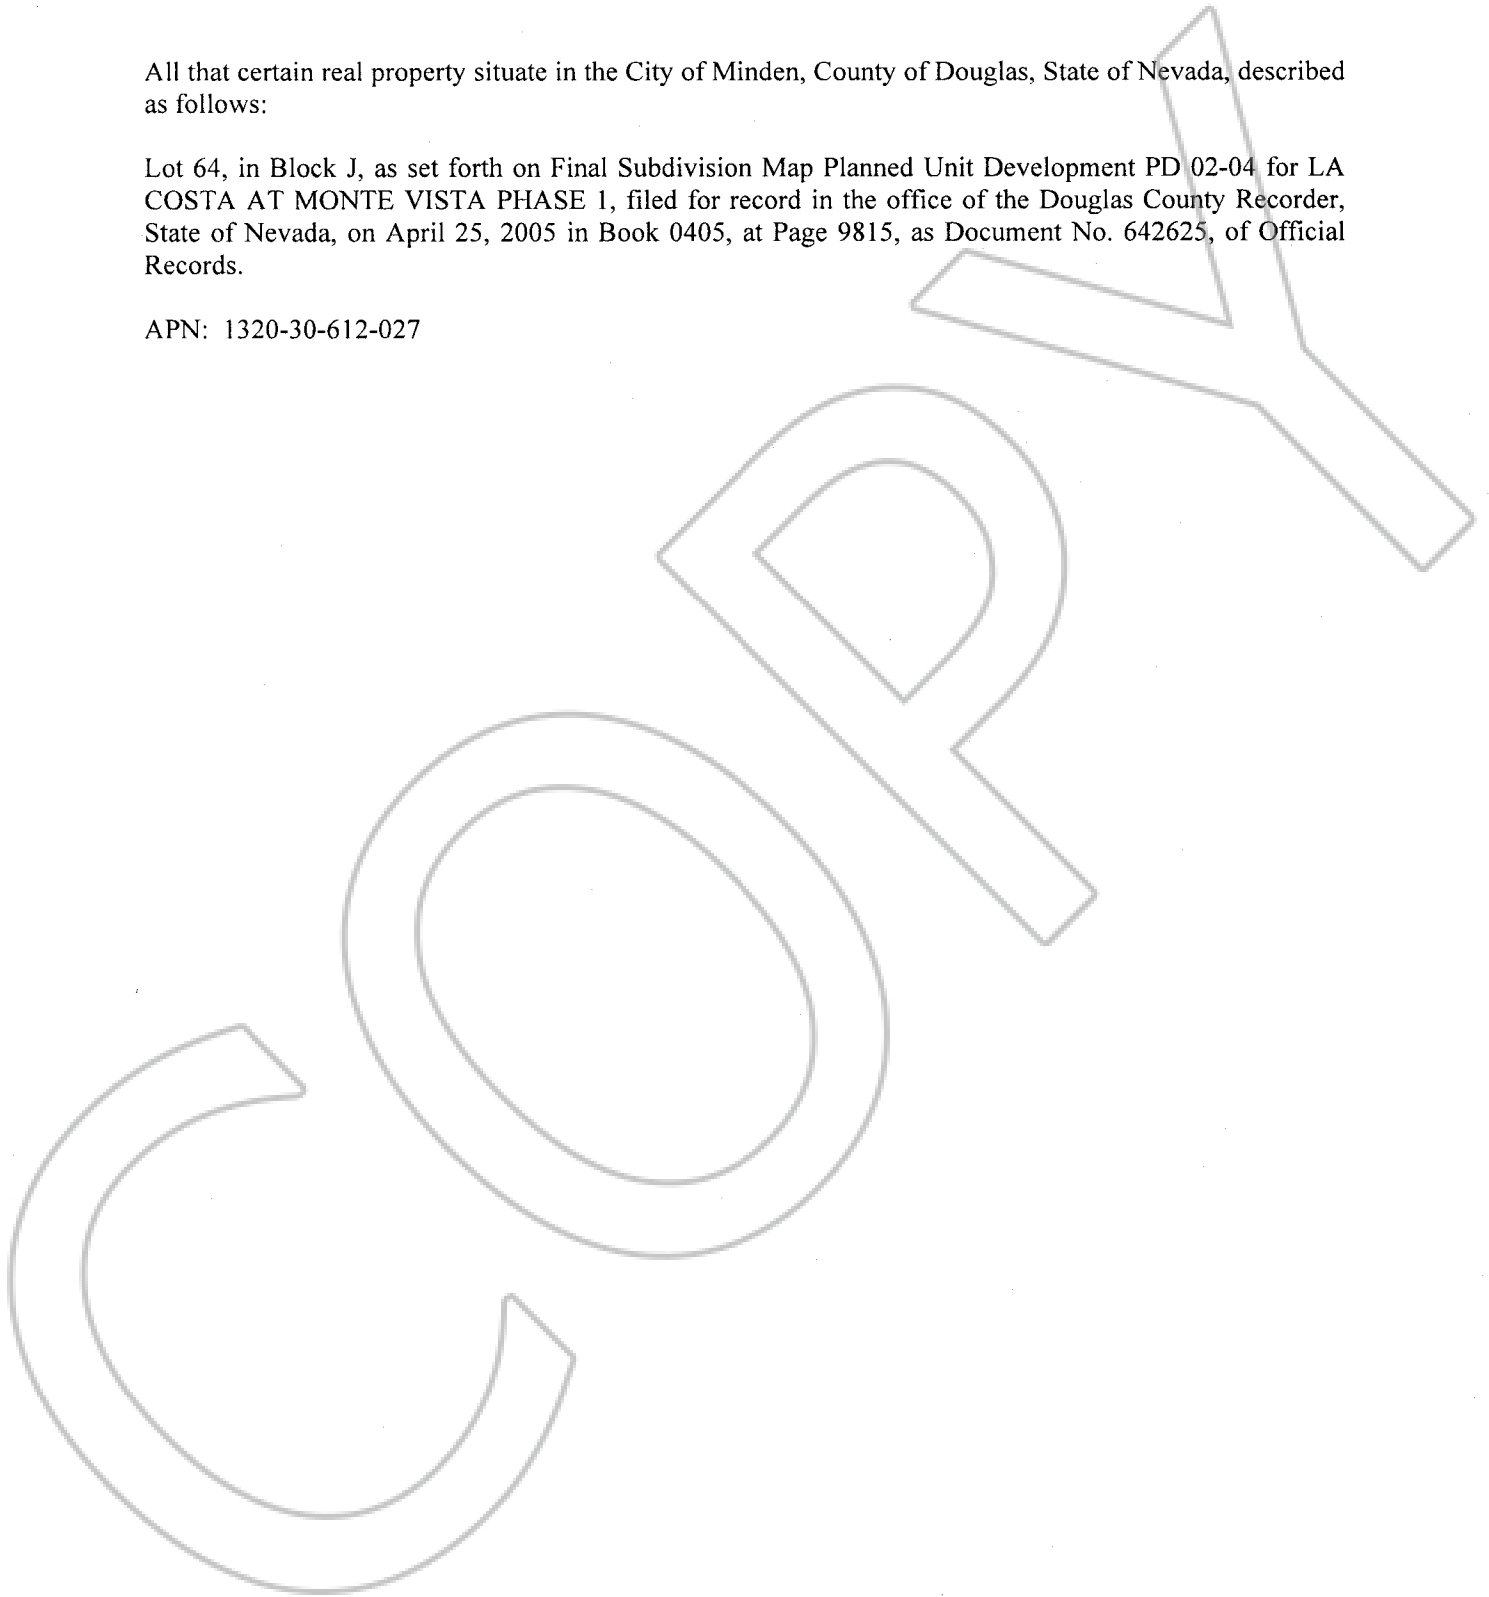 All that certain real property situate in the City of Minden, County of Douglas, State of Nevada, described
as follows:
Lot 64, in Block J, as set forth on Final Subdivision Map Planned Unit Development PD 02-04 for LA
COSTA AT MONTE VISTA PHASE 1, filed for record in the office of the Douglas County Recorder,
State of Nevada, on April 25, 2005 in Book 0405, at Page 9815, as Document No. 642625, of Official
Records.
APN: 1320-30-612-027
COPY